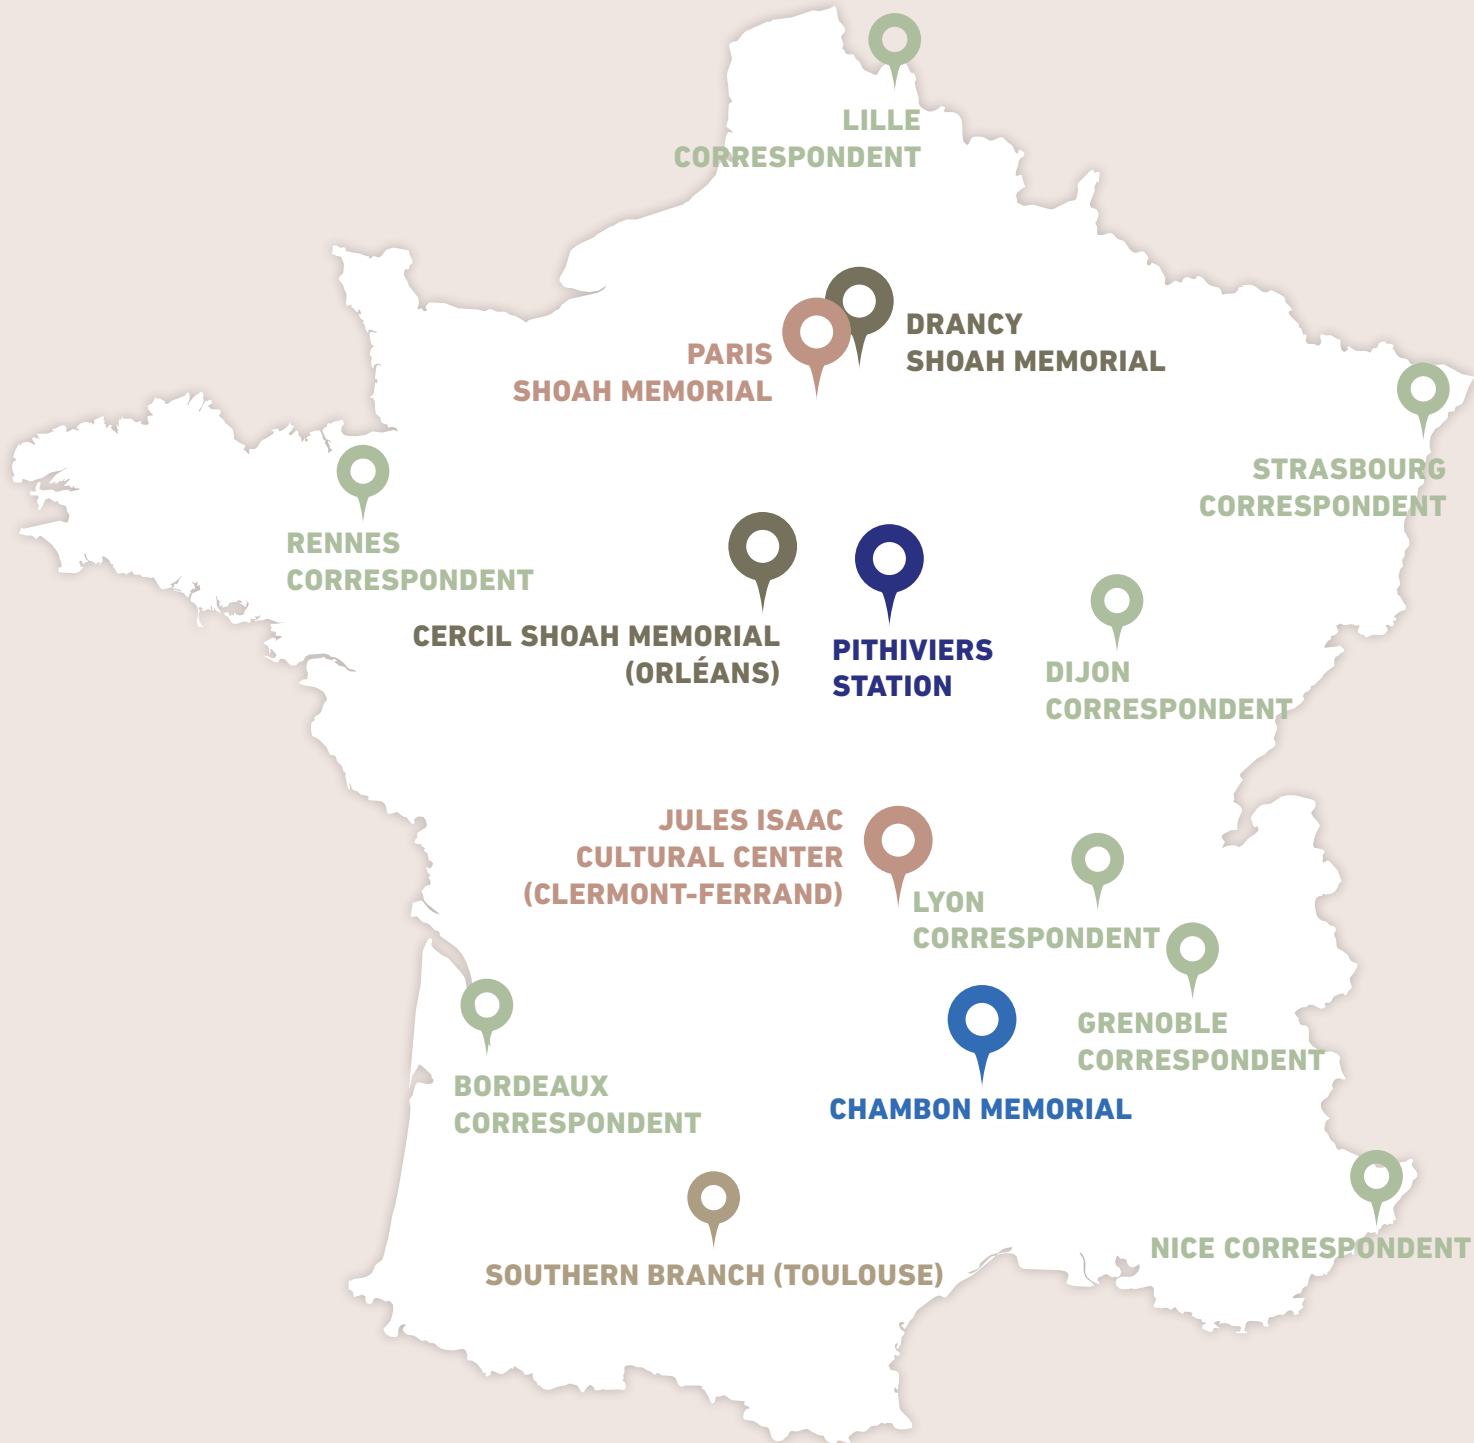 LILLE
CORRESPONDENT
DRANCY
SHOAH MEMORIAL
PARIS
SHOAH MEMORIAL
STRASBOURG
CORRESPONDENT
RENNES
CORRESPONDENT
CERCIL SHOAH MEMORIAL
(ORLÉANS)
PITHIVIERS
STATION
DIJON
CORRESPONDENT
JULES ISAAC
CULTURAL CENTER
(CLERMONT-FERRAND)
LYON
CORRESPONDENT
GRENOBLE
CORRESPONDENT
BORDEAUX
CORRESPONDENT
CHAMBON MEMORIAL
NICE CORRESPONDENT
SOUTHERN BRANCH (TOULOUSE)